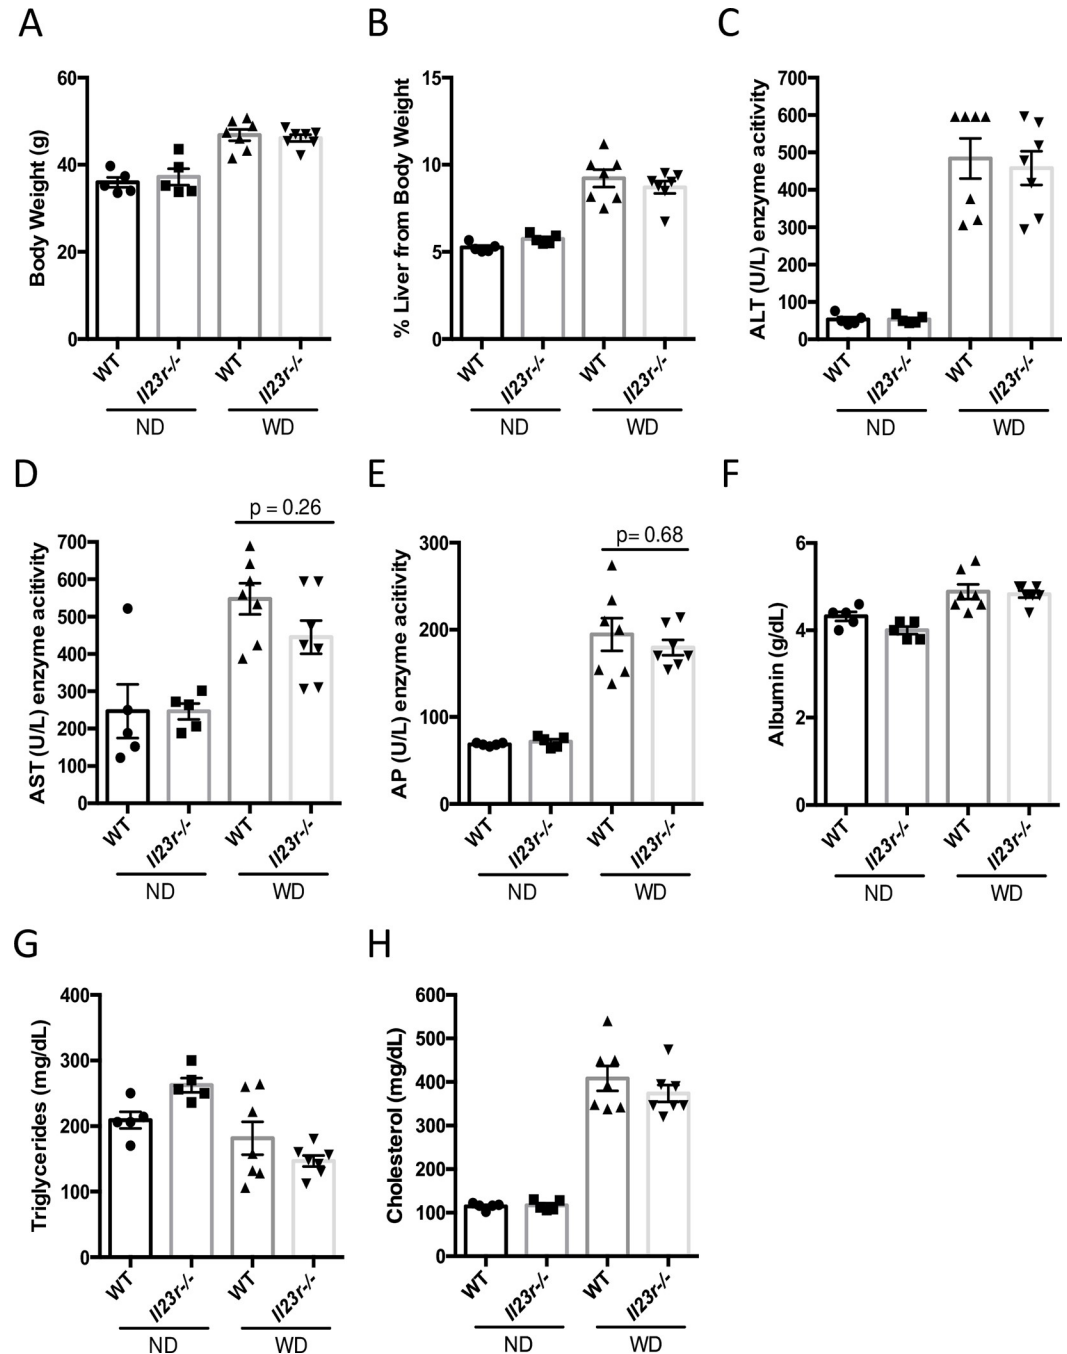 A
Body Weight (g)
60
40
20
0
WT
Il23r-/-
WT
Il23r-/-
ND
WD
B
% Liver from Body Weight
15
10
5
0
WT
Il23r-/-
WT
Il23r-/-
ND
WD
C
ALT (U/L) enzyme acitivity
700
600
500
400
300
200
100
0
WT
Il23r-/-
WT
Il23r-/-
ND
WD
D
AST (U/L) enzyme acitivity
700
600
500
400
300
200
100
0
p = 0.26
WT
Il23r-/-
WT
Il23r-/-
ND
WD
E
AP (U/L) enzyme acitivity
300
200
100
0
p= 0.68
WT
Il23r-/-
WT
Il23r-/-
ND
WD
F
Albumin (g/dL)
6
4
2
0
WT
Il23r-/-
WT
Il23r-/-
ND
WD
G
Triglycerides (mg/dL)
400
300
200
100
0
WT
Il23r-/-
WT
Il23r-/-
ND
WD
H
Cholesterol (mg/dL)
600
500
400
300
200
100
0
WT
Il23r-/-
WT
Il23r-/-
ND
WD